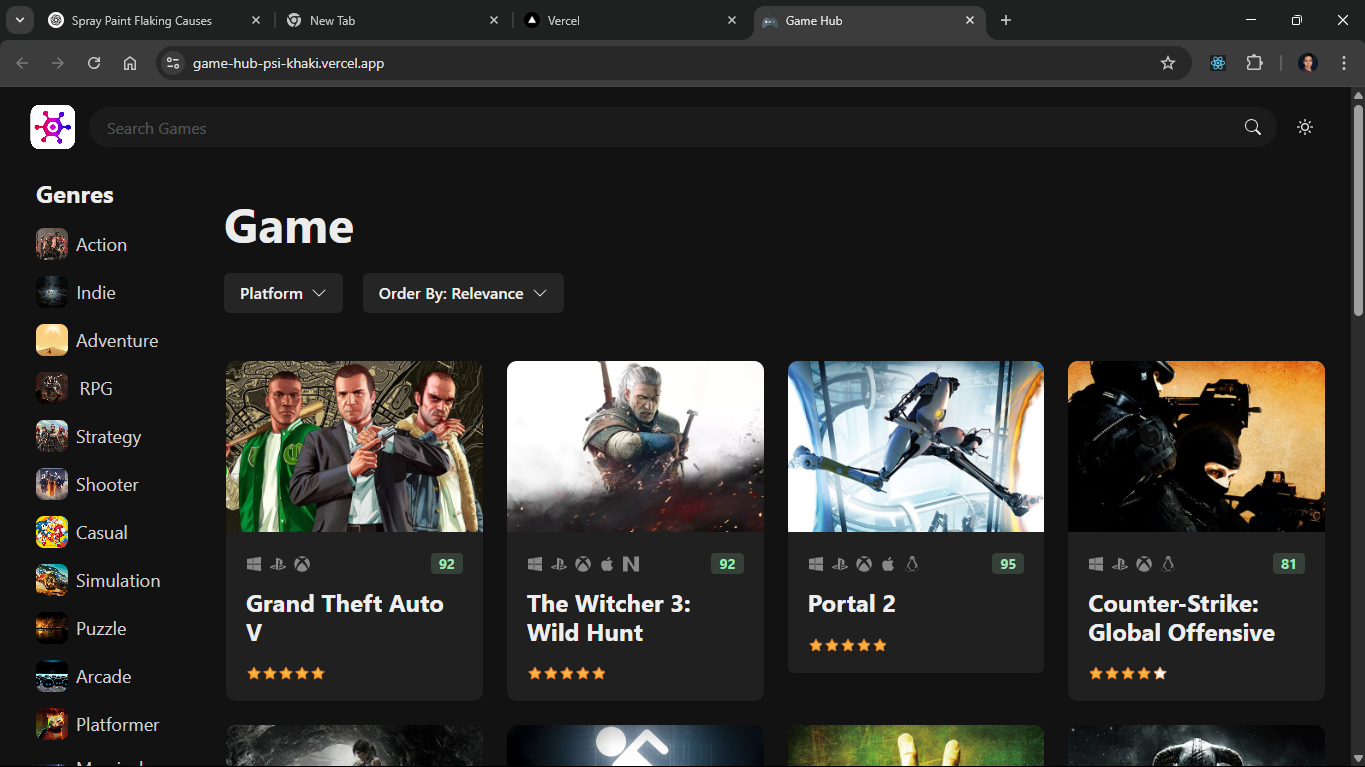 Spray Paint Flaking Causes
New Tab
Vercel
Game Hub
game-hub-psi-khaki.vercel.app
Search Games
Genres
Action
Indie
Adventure
RPG
Strategy
Shooter
Casual
Simulation
Puzzle
Arcade
Platformer
Game
Platform
Order By: Relevance
92
Grand Theft Auto
V
92
The Witcher 3:
Wild Hunt
95
Portal 2
81
Counter-Strike:
Global Offensive